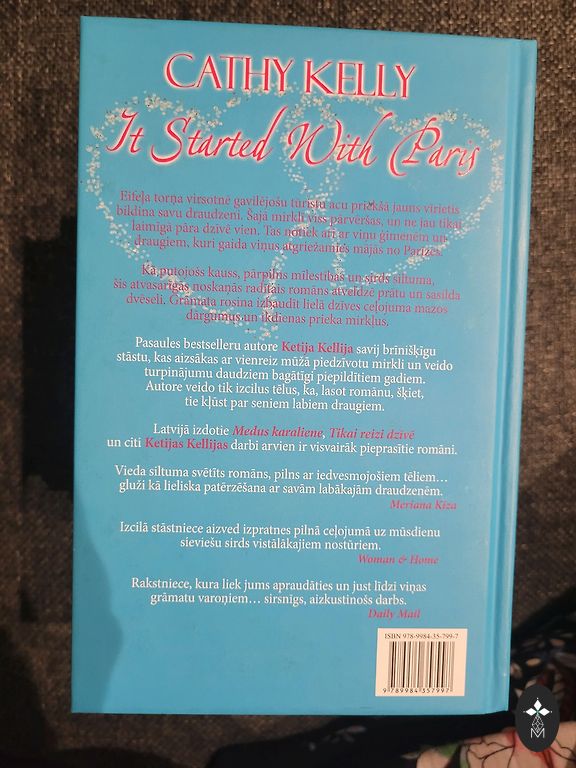 CATHY KELLY
It Started With Paris
Eifeļa torņa virsotnē gavilējošu tūristu acu priekšā jauns vīrietis
bildina savu draudzeni. Šajā mirklī viss pārvēršas, un ne jau tikai
laimīgā pāra dzīvē vien. Tas notiek arī ar viņu ģimenēm un
draugiem, kuri gaida viņus atgriežamies mājās no Parīzes.
Kā putojošs kauss, pārpilns mīlestības un sirds siltuma,
šis atvasarīgās noskaņās radītais romāns atveldzē prātu un sasilda
dvēseli. Grāmata rosina izbaudīt lielā dzīves ceļojuma mazos
dārgumus un ikdienas prieka mirkļus.
Pasaules bestselleru autore Ketija Kellija savij brīnišķīgu
stāstu, kas aizsākas ar vienreiz mūžā piedzīvotu mirkli un veido
turpinājumu daudziem bagātīgi piepildītiem gadiem.
Autore veido tik izcilus tēlus, ka, lasot romānu, šķiet,
tie kļūst par seniem labiem draugiem.
Latvijā izdotie Medus karaliene, Tikai reizi dzīvē
un citi Ketijas Kellijas darbi arvien ir visvairāk pieprasītie romāni.
Vieda siltuma svētīts romāns, pilns ar iedvesmojošiem tēliem...
gluži kā lieliska patērzēšana ar savām labākajām draudzenēm.
Meriana Kiza
Izcilā stāstniece aizved izpratnes pilnā ceļojumā uz mūsdienu
sieviešu sirds vistālākajiem nostūriem.
Woman & Home
Rakstniece, kura liek jums apraudāties un just līdzi viņas
grāmatu varoņiem... sirsnīgs, aizkustinošs darbs.
Daily Mail
ISBN 978-9984-35-799-7
9 789984 357997
M